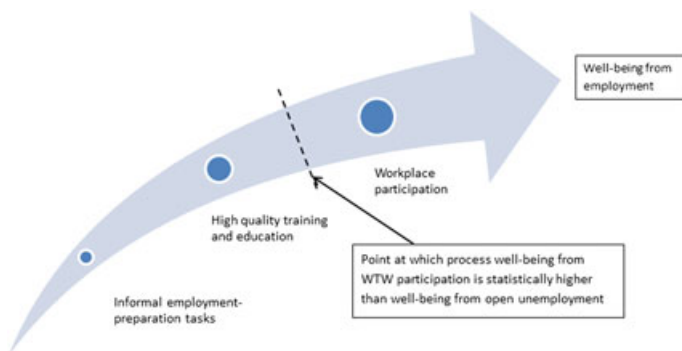 Well-being from
employment
Workplace
participation
High quality training
and education
Point at which process well-being from
WTW participation is statistically higher
than well-being from open unemployment
Informal employment-
preparation tasks